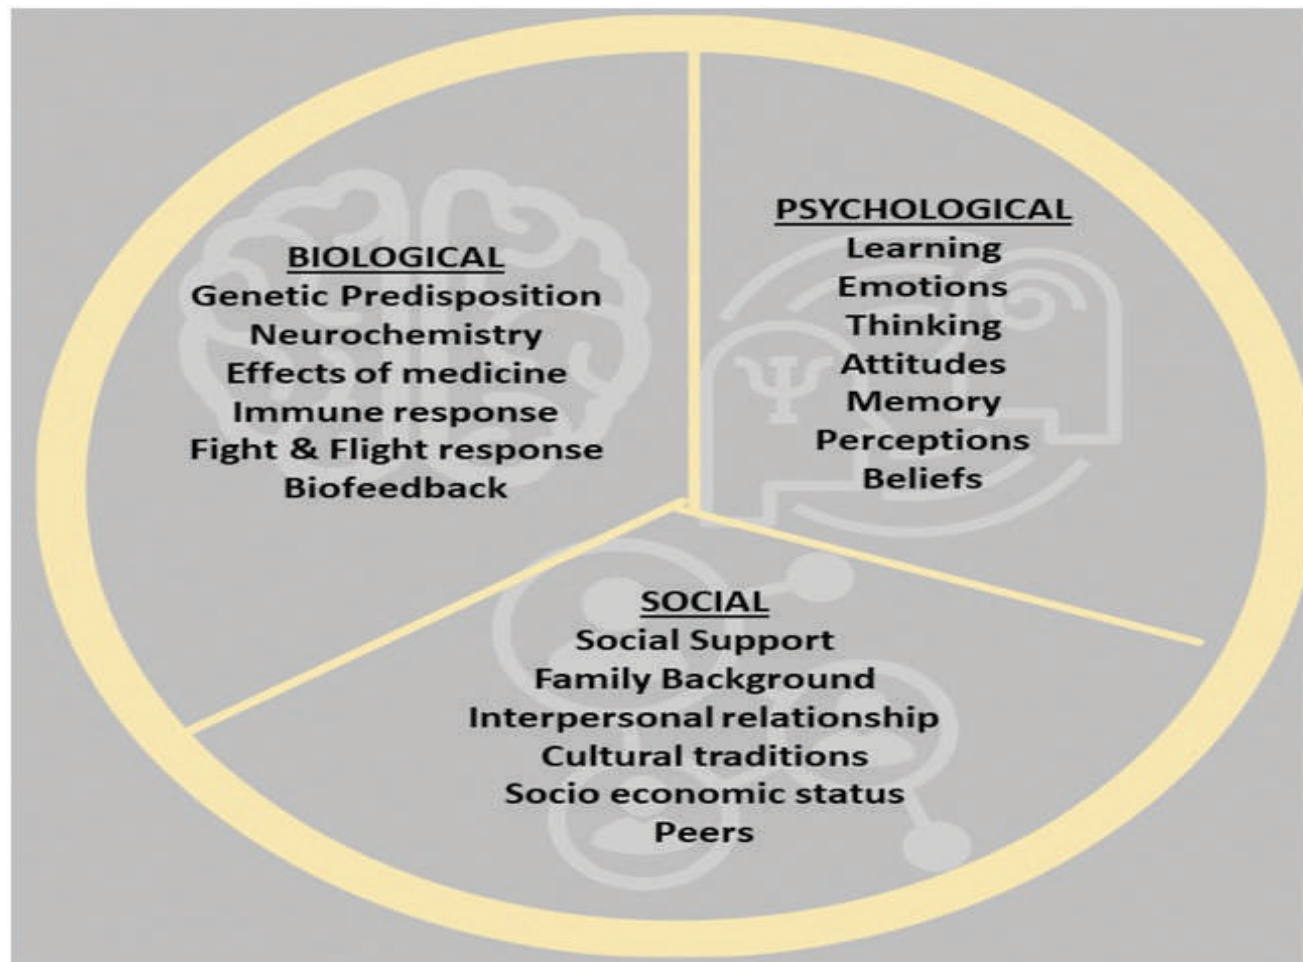 BIOLOGICAL
Genetic Predisposition
Neurochemistry
Effects of medicine
Immune response
Fight & Flight response
Biofeedback
PSYCHOLOGICAL
Learning
Emotions
Thinking
Attitudes
Memory
Perceptions
Beliefs
Ψ
SOCIAL
Social Support
Family Background
Interpersonal relationship
Cultural traditions
Socio economic status
Peers